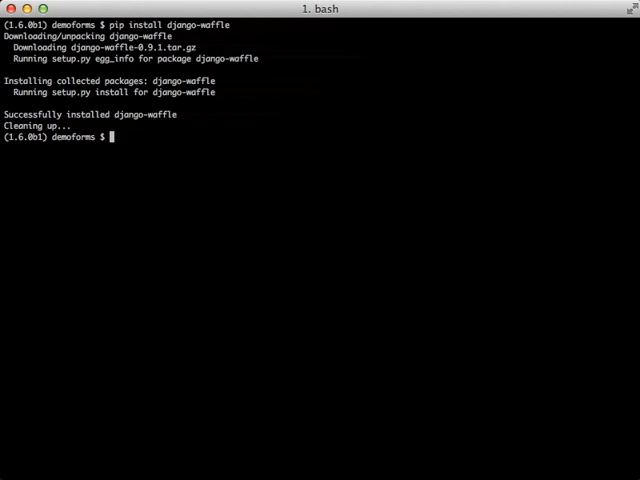 1. bash
(1.6.0b1) demoforms $ pip install django-waffle
Downloading/unpacking django-waffle
Downloading django-waffle-0.9.1.tar.gz
Running setup.py egg_info for package django-waffle
Installing collected packages: django-waffle
Running setup.py install for django-waffle
Successfully installed django-waffle
Cleaning up...
(1.6.0b1) demoforms $